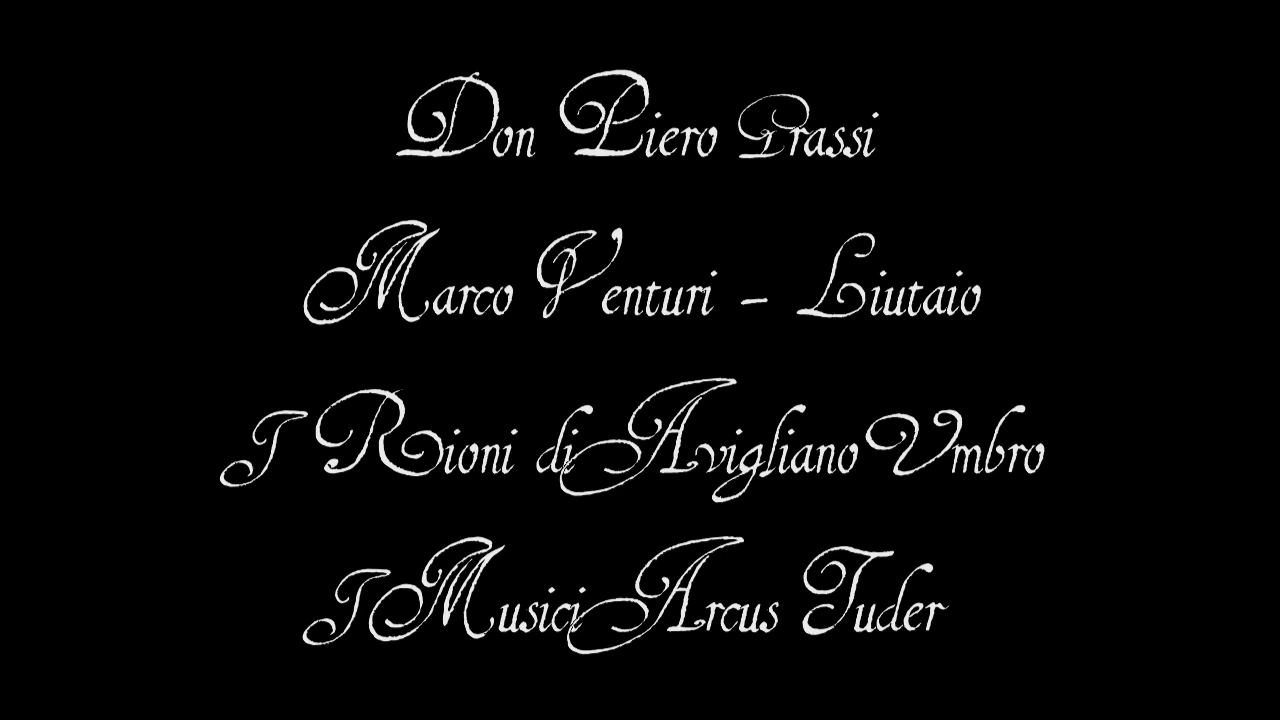 Don Piero Grassi
Marco Venturi - Liutaio
I Rioni di Avigliano Umbro
I Musici Arcus Tuder